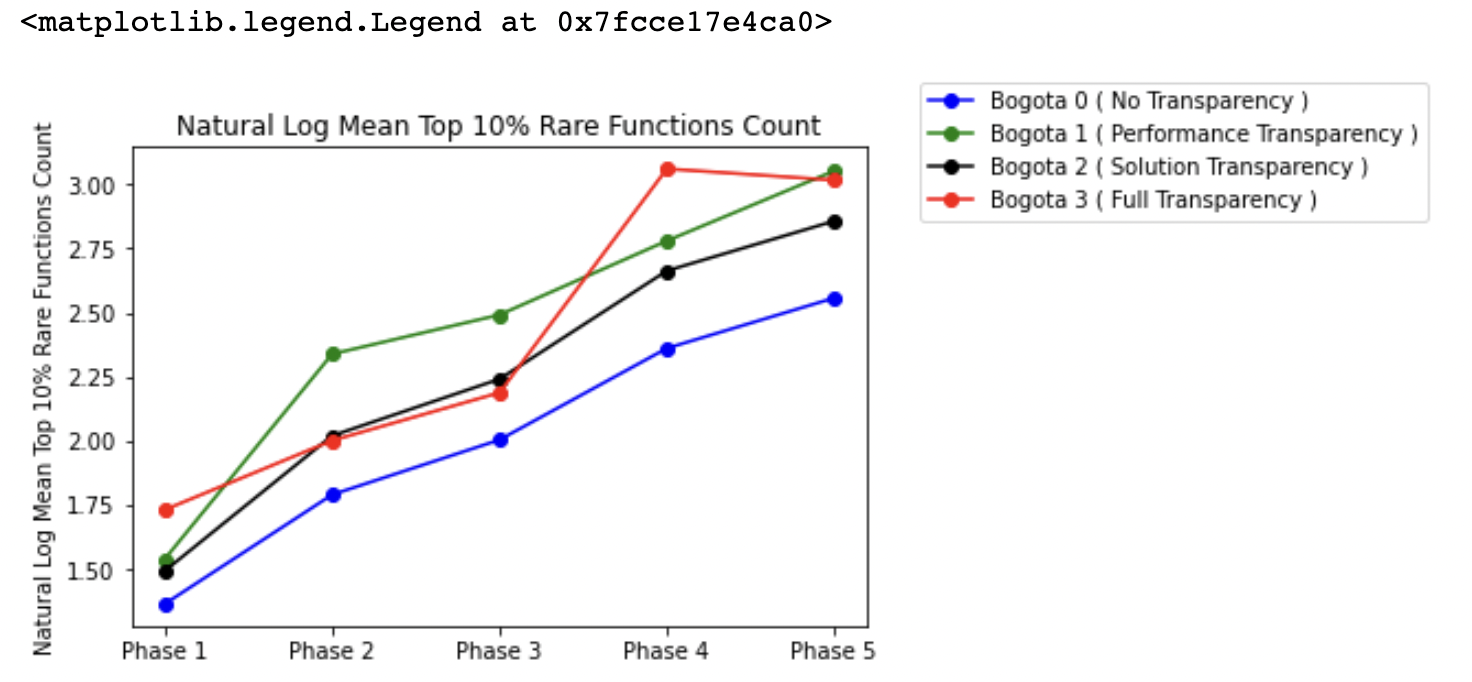 <matplotlib.legend.Legend at 0x7fcce17e4ca0>
Natural Log Mean Top 10% Rare Functions Count
Natural Log Mean Top 10% Rare Functions Count
3.00
2.75
2.50
2.25
2.00
1.75
1.50
Phase 1 Phase 2 Phase 3 Phase 4 Phase 5
Bogota 0 ( No Transparency )
Bogota 1 ( Performance Transparency )
Bogota 2 ( Solution Transparency )
Bogota 3 ( Full Transparency )